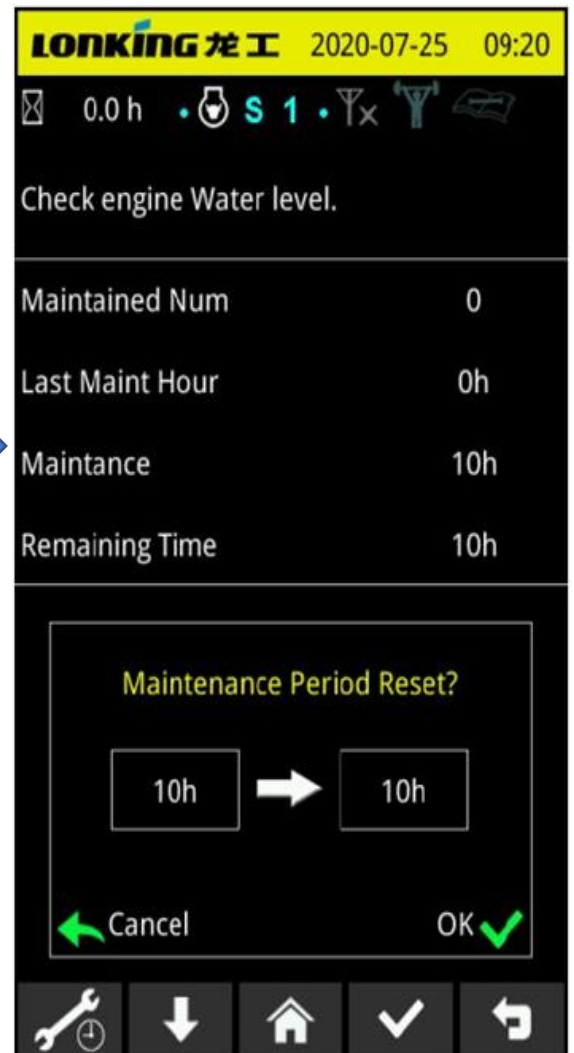 LONKING龙工 2020-07-25 09:20
0.0 h S 1
Check engine Water level.
Maintained Num 0
Last Maint Hour 0h
Maintance 10h
Remaining Time 10h
Maintenance Period Reset?
10h 10h
Cancel OK